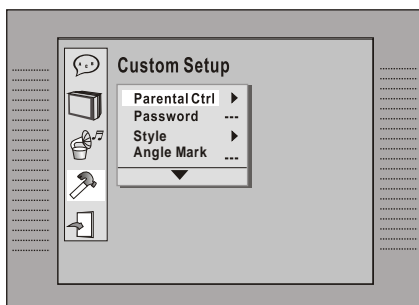 Custom Setup
Parental Ctrl
Password ---
Style
Angle Mark ---